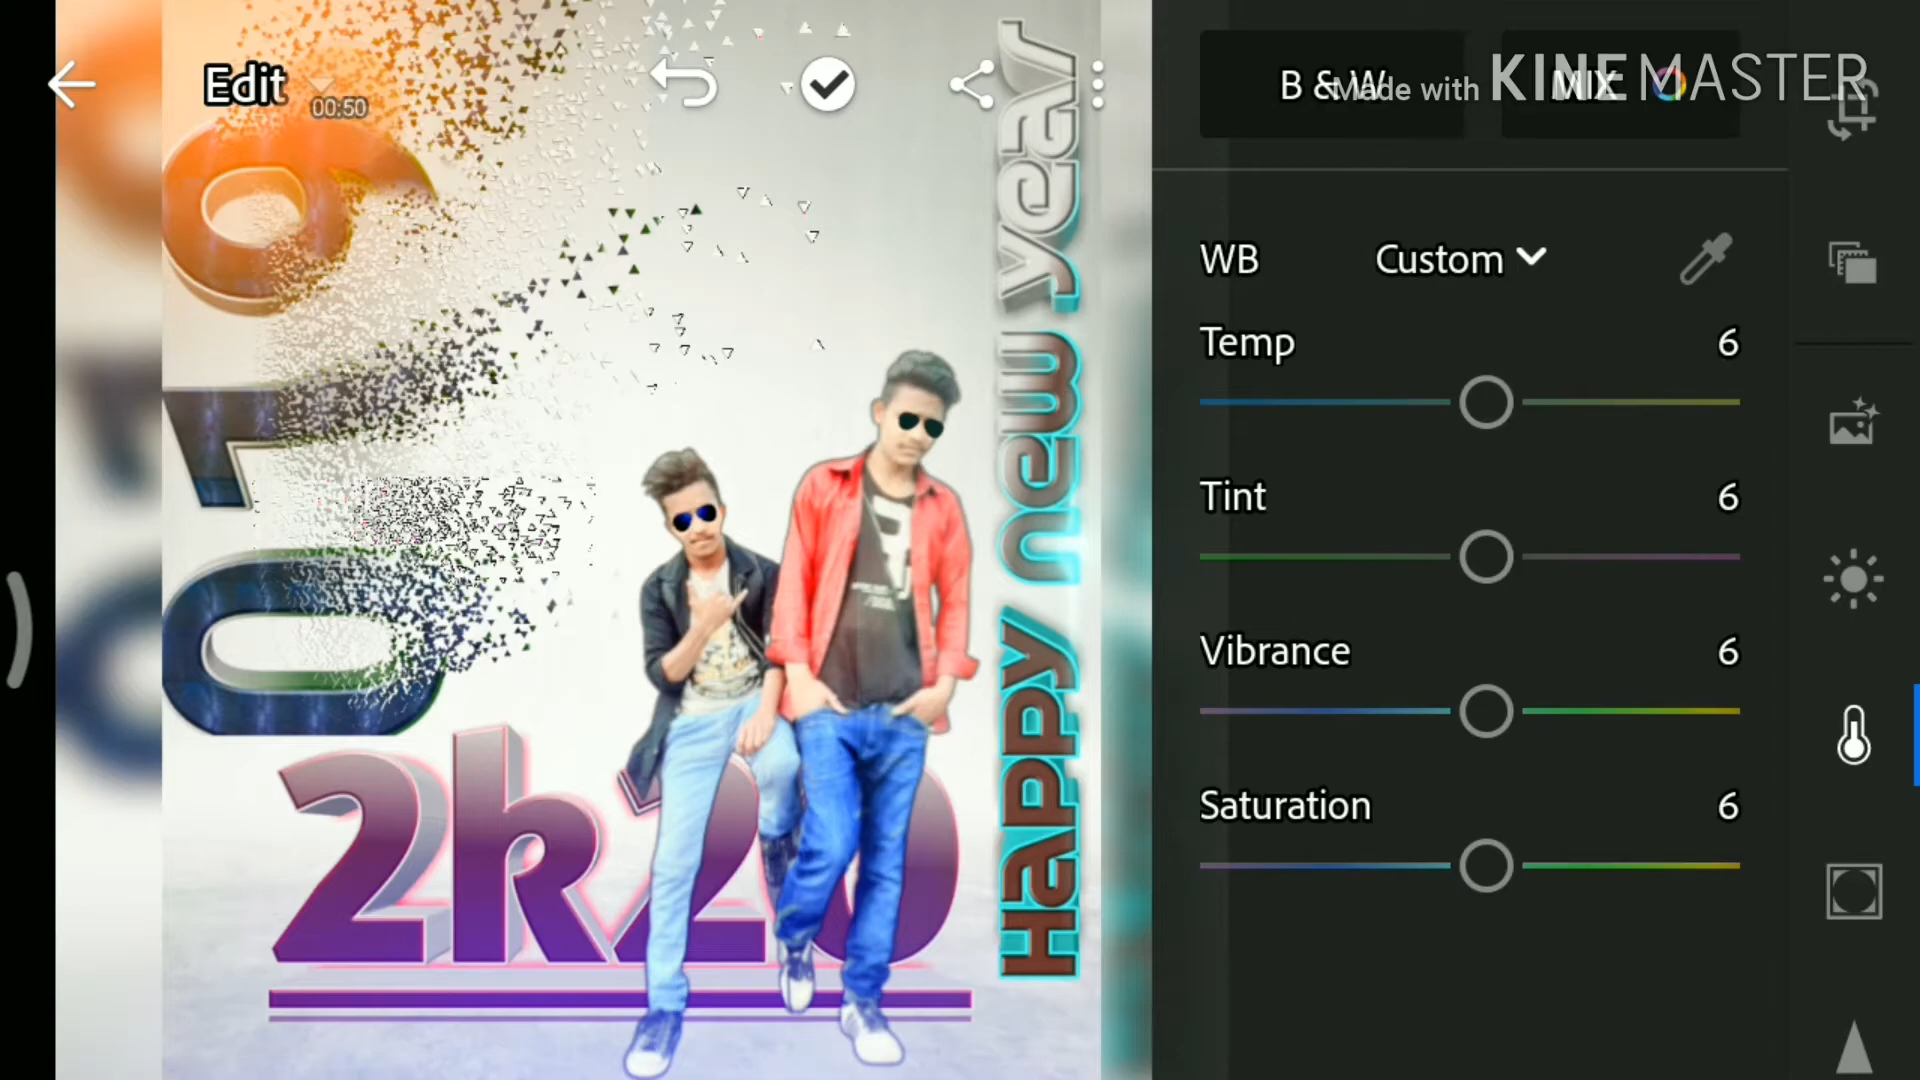 Edit
00:50
B & W
MIX
Made with KINEMASTER
WB
Custom
Temp 6
Tint 6
Vibrance 6
Saturation 6
019
2k20
Happy New Year